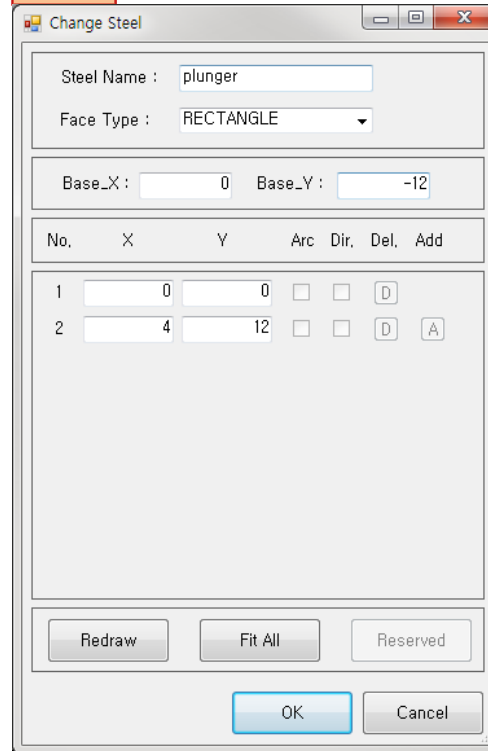 Change Steel
Steel Name : plunger
Face Type : RECTANGLE
Base_X : 0 Base_Y : -12
No. X Y Arc Dir. Del. Add
1 0 0 D
2 4 12 D A
Redraw Fit All Reserved
OK Cancel